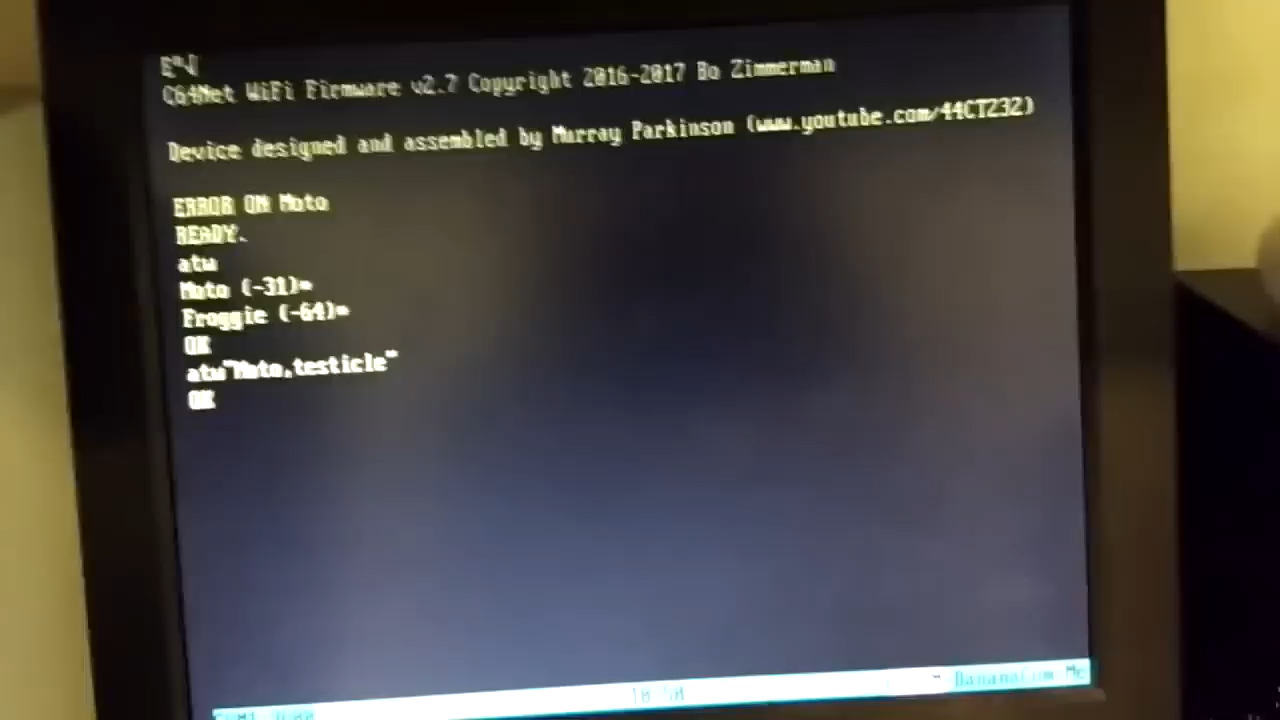 C64Net WiFi Firmware v2.7 Copyright 2016-2017 Bo Zimmerman
Device designed and assembled by Murray Parkinson (www.youtube.com/44CT232)
ERROR ON Moto
READY.
atw
Moto (-31)*
Froggie (-64)*
OK
atw"Moto,testicle"
OK
BananaCom